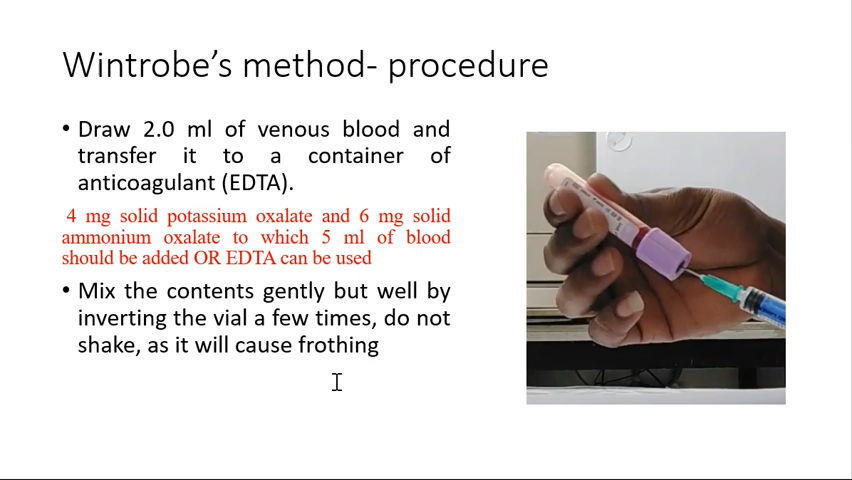 Wintrobe’s method- procedure
• Draw 2.0 ml of venous blood and
transfer it to a container of
anticoagulant (EDTA).
4 mg solid potassium oxalate and 6 mg solid
ammonium oxalate to which 5 ml of blood
should be added OR EDTA can be used
• Mix the contents gently but well by
inverting the vial a few times, do not
shake, as it will cause frothing